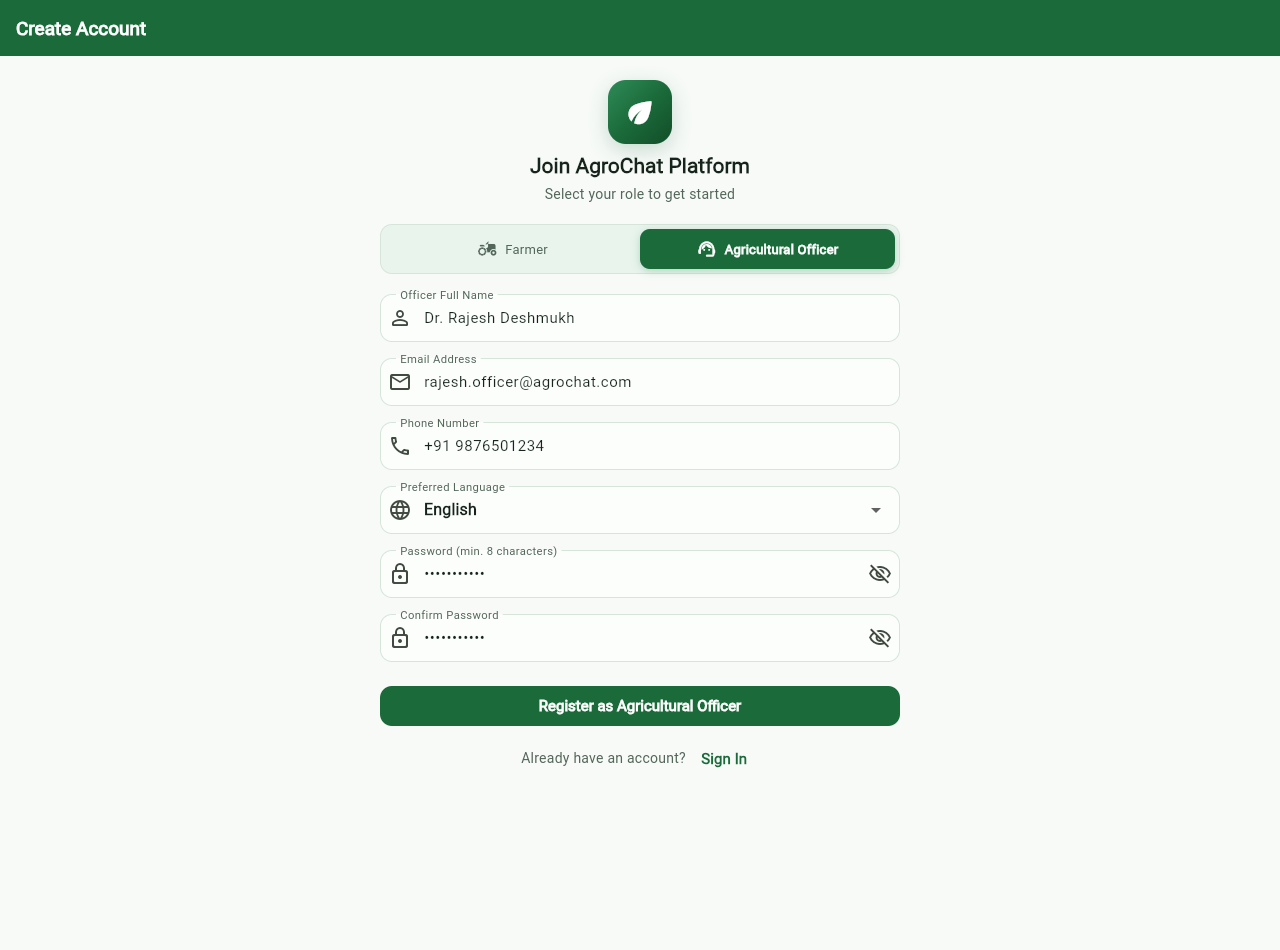 Create Account
Join AgroChat Platform
Select your role to get started
Farmer
Agricultural Officer
Officer Full Name
Dr. Rajesh Deshmukh
Email Address
rajesh.officer@agrochat.com
Phone Number
+91 9876501234
Preferred Language
English
Password (min. 8 characters)
•••••••••••
Confirm Password
•••••••••••
Register as Agricultural Officer
Already have an account? Sign In